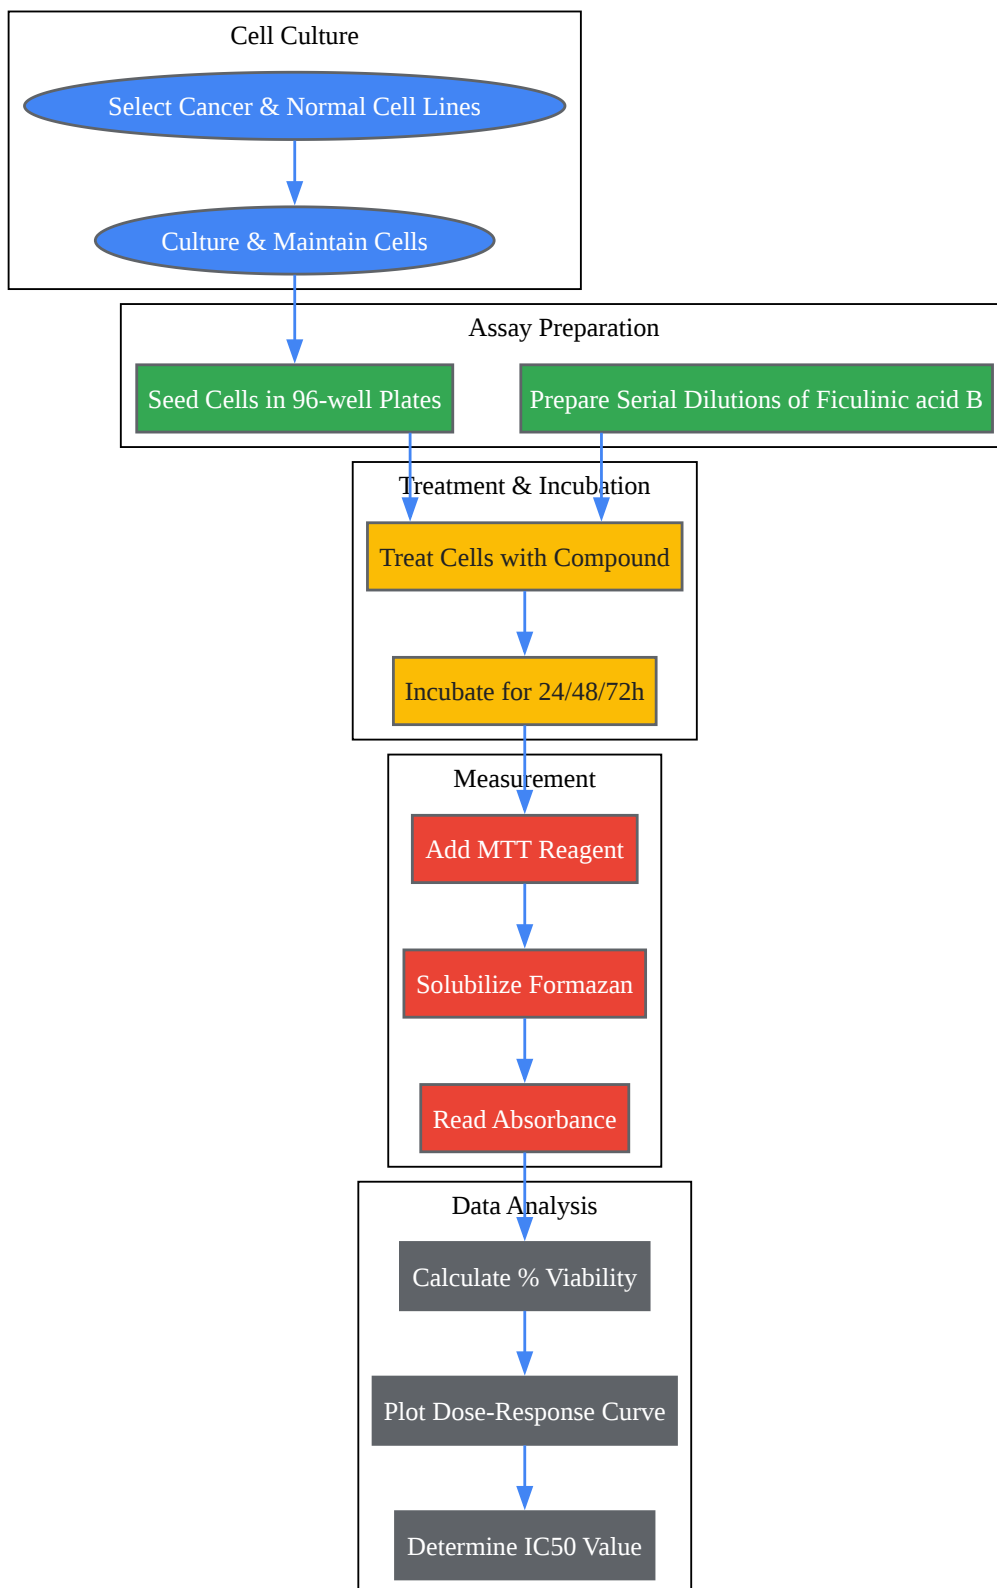 Cell Culture
Select Cancer & Normal Cell Lines
Culture & Maintain Cells
Assay Preparation
Seed Cells in 96-well Plates
Prepare Serial Dilutions of Ficulinic acid B
Treatment & Incubation
Treat Cells with Compound
Incubate for 24/48/72h
Measurement
Add MTT Reagent
Solubilize Formazan
Read Absorbance
Data Analysis
Calculate % Viability
Plot Dose-Response Curve
Determine IC50 Value